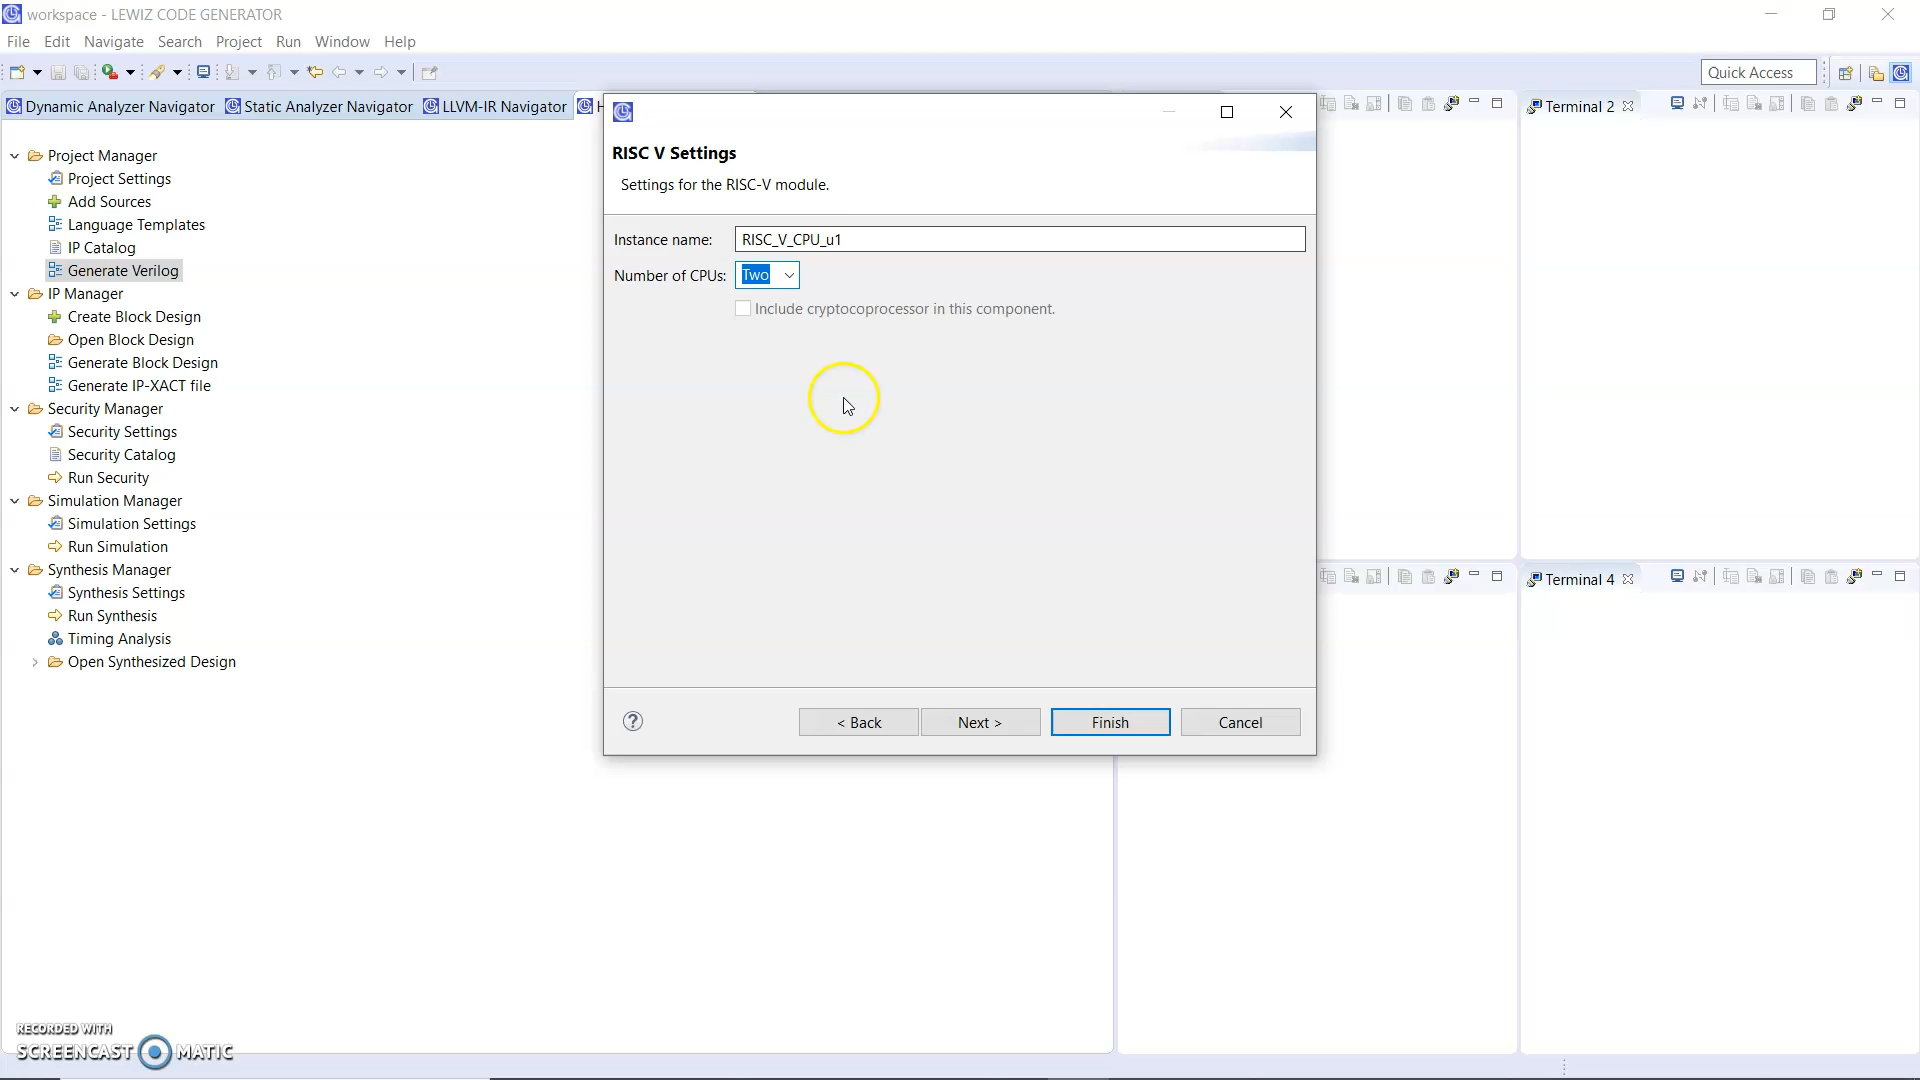 workspace - LEWIZ CODE GENERATOR
File Edit Navigate Search Project Run Window Help
Quick Access
Dynamic Analyzer Navigator Static Analyzer Navigator LLVM-IR Navigator
Terminal 2
Project Manager
Project Settings
Add Sources
Language Templates
IP Catalog
Generate Verilog
IP Manager
Create Block Design
Open Block Design
Generate Block Design
Generate IP-XACT file
Security Manager
Security Settings
Security Catalog
Run Security
Simulation Manager
Simulation Settings
Run Simulation
Synthesis Manager
Synthesis Settings
Run Synthesis
Timing Analysis
Open Synthesized Design
RISC V Settings
Settings for the RISC-V module.
Instance name: RISC_V_CPU_u1
Number of CPUs: Two
Include cryptocoprocessor in this component.
< Back Next > Finish Cancel
Terminal 4
RECORDED WITH
SCREENCAST MATIC